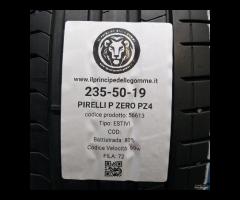 www.ilprincipedellegomme.it
235-50-19
PIRELLI P ZERO PZ4
codice prodotto: 56613
Tipo: ESTIVI
COD:
Battistrada: 80%
Codice Velocità: 99W
FILA: 72